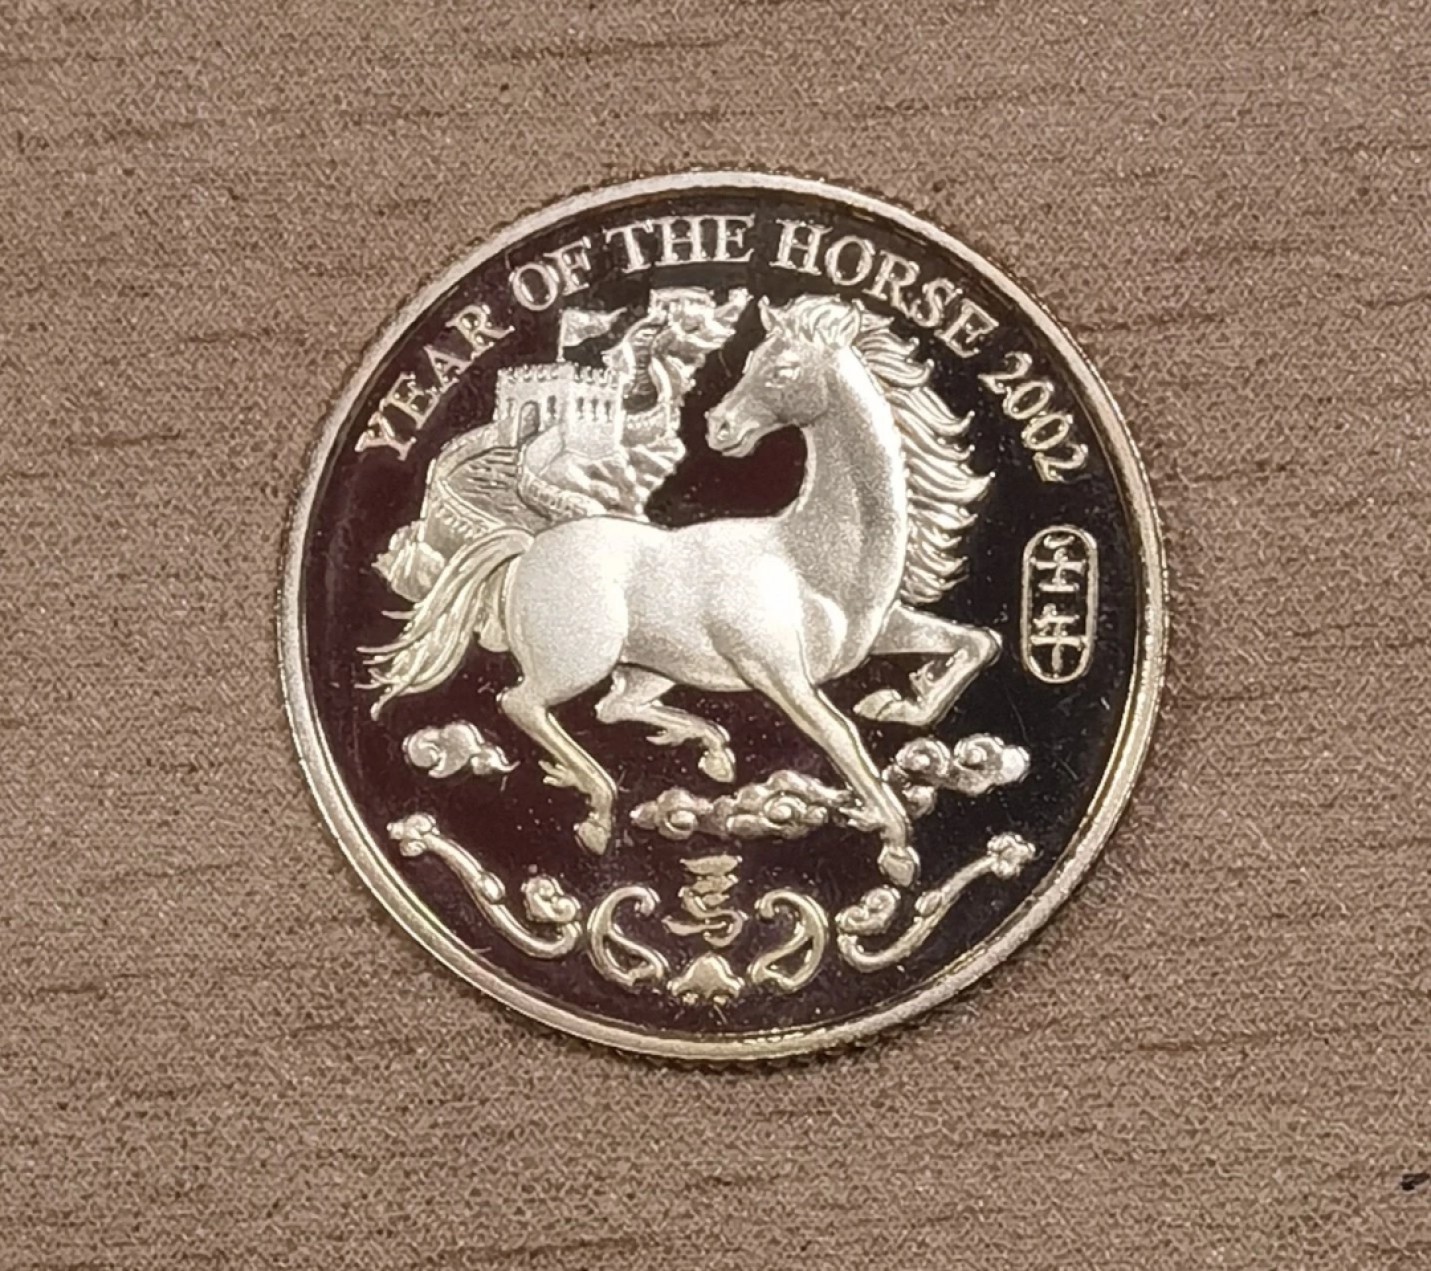 YEAR OF THE HORSE 2002
壬午
馬